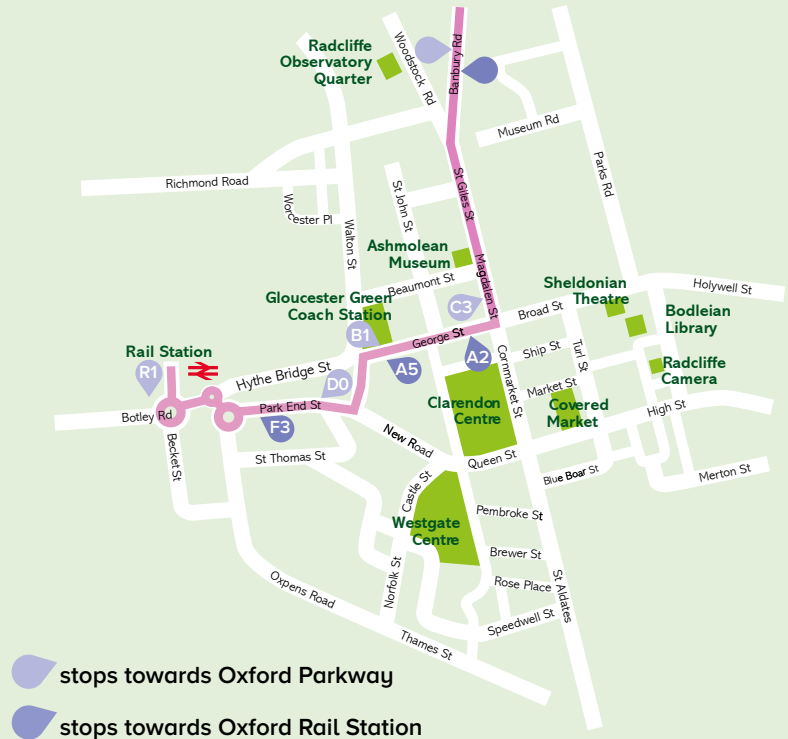 Radcliffe
Observatory
Quarter
Woodstock Rd
Banbury Rd
Museum Rd
Parks Rd
Richmond Road
Worcester Pl
Walton St
St John St
St Giles St
Ashmolean
Museum
Magdalen St
Beaumont St
Sheldonian
Theatre
Holywell St
Gloucester Green
Coach Station
C3
Broad St
Bodleian
Library
B1
George St
Turl St
Rail Station
R1
Hythe Bridge St
A5
A2
Ship St
Radcliffe
Camera
D0
Cornmarket St
Market St
Botley Rd
Park End St
F3
Clarendon
Centre
Covered
Market
High St
Becket St
New Road
St Thomas St
Queen St
Blue Boar St
Merton St
Castle St
Westgate
Centre
Pembroke St
Brewer St
Norfolk St
Rose Place
St Aldates
Oxpens Road
Speedwell St
Thames St
stops towards Oxford Parkway
stops towards Oxford Rail Station